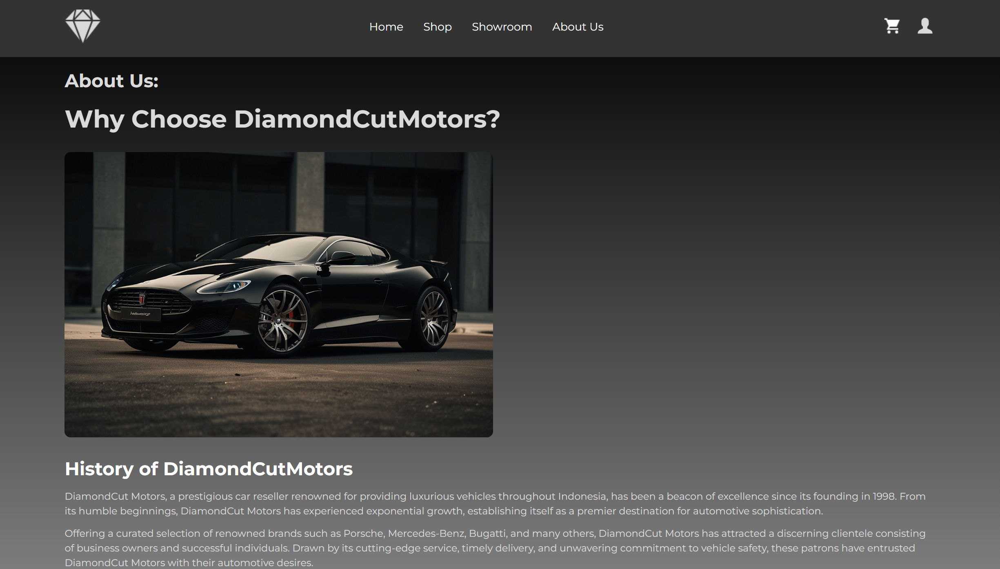 Home Shop Showroom About Us
About Us:
Why Choose DiamondCutMotors?
History of DiamondCutMotors
DiamondCut Motors, a prestigious car reseller renowned for providing luxurious vehicles throughout Indonesia, has been a beacon of excellence since its founding in 1998. From
its humble beginnings, DiamondCut Motors has experienced exponential growth, establishing itself as a premier destination for automotive sophistication.
Offering a curated selection of renowned brands such as Porsche, Mercedes-Benz, Bugatti, and many others, DiamondCut Motors has attracted a discerning clientele consisting
of business owners and successful individuals. Drawn by its cutting-edge service, timely delivery, and unwavering commitment to vehicle safety, these patrons have entrusted
DiamondCut Motors with their automotive desires.